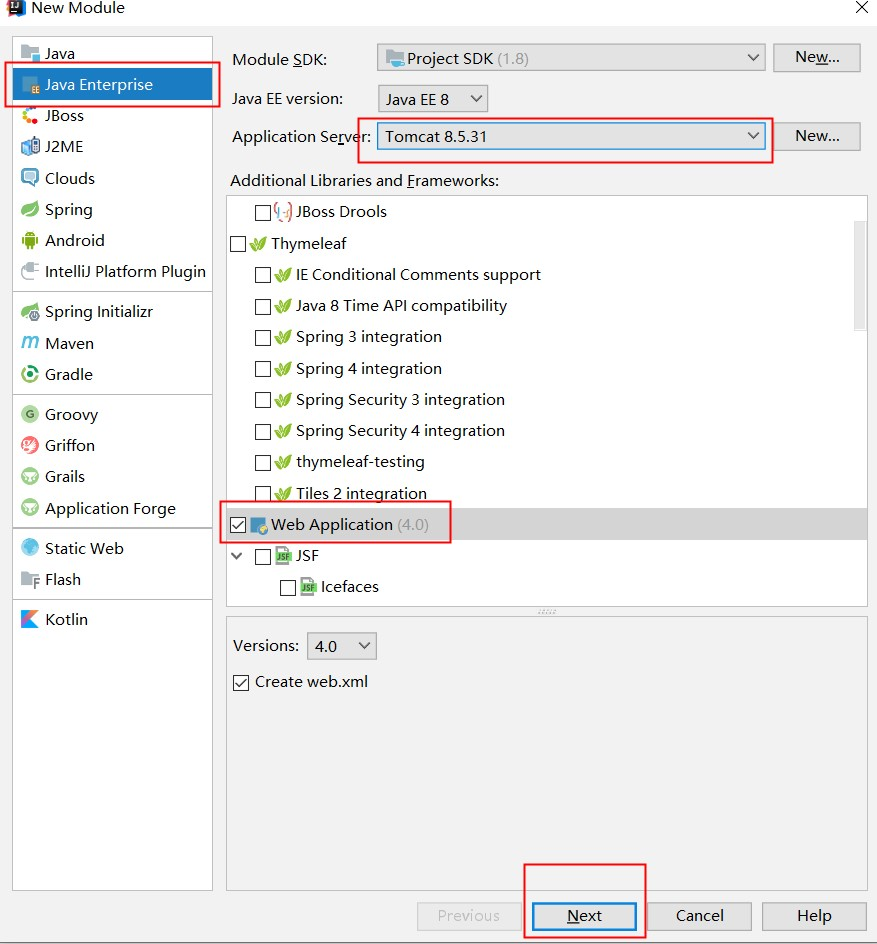 New Module
Java
Java Enterprise
JBoss
J2ME
Clouds
Spring
Android
IntelliJ Platform Plugin
Spring Initializr
Maven
Gradle
Groovy
Griffon
Grails
Application Forge
Static Web
Flash
Kotlin
Module SDK: Project SDK (1.8) New...
Java EE version: Java EE 8
Application Server: Tomcat 8.5.31 New...
Additional Libraries and Frameworks:
JBoss Drools
Thymeleaf
IE Conditional Comments support
Java 8 Time API compatibility
Spring 3 integration
Spring 4 integration
Spring Security 3 integration
Spring Security 4 integration
thymeleaf-testing
Tiles 2 integration
Web Application (4.0)
JSF
Icefaces
Versions: 4.0
Create web.xml
Previous Next Cancel Help